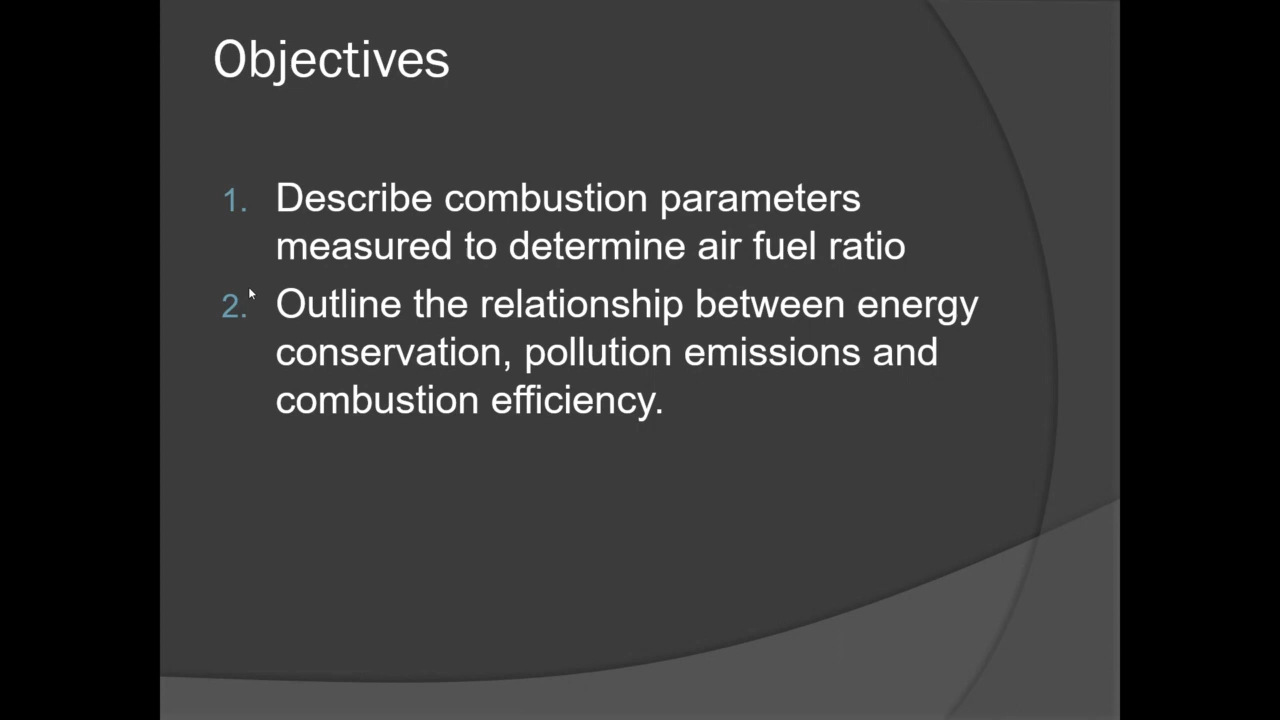 Objectives
1. Describe combustion parameters
measured to determine air fuel ratio
2. Outline the relationship between energy
conservation, pollution emissions and
combustion efficiency.